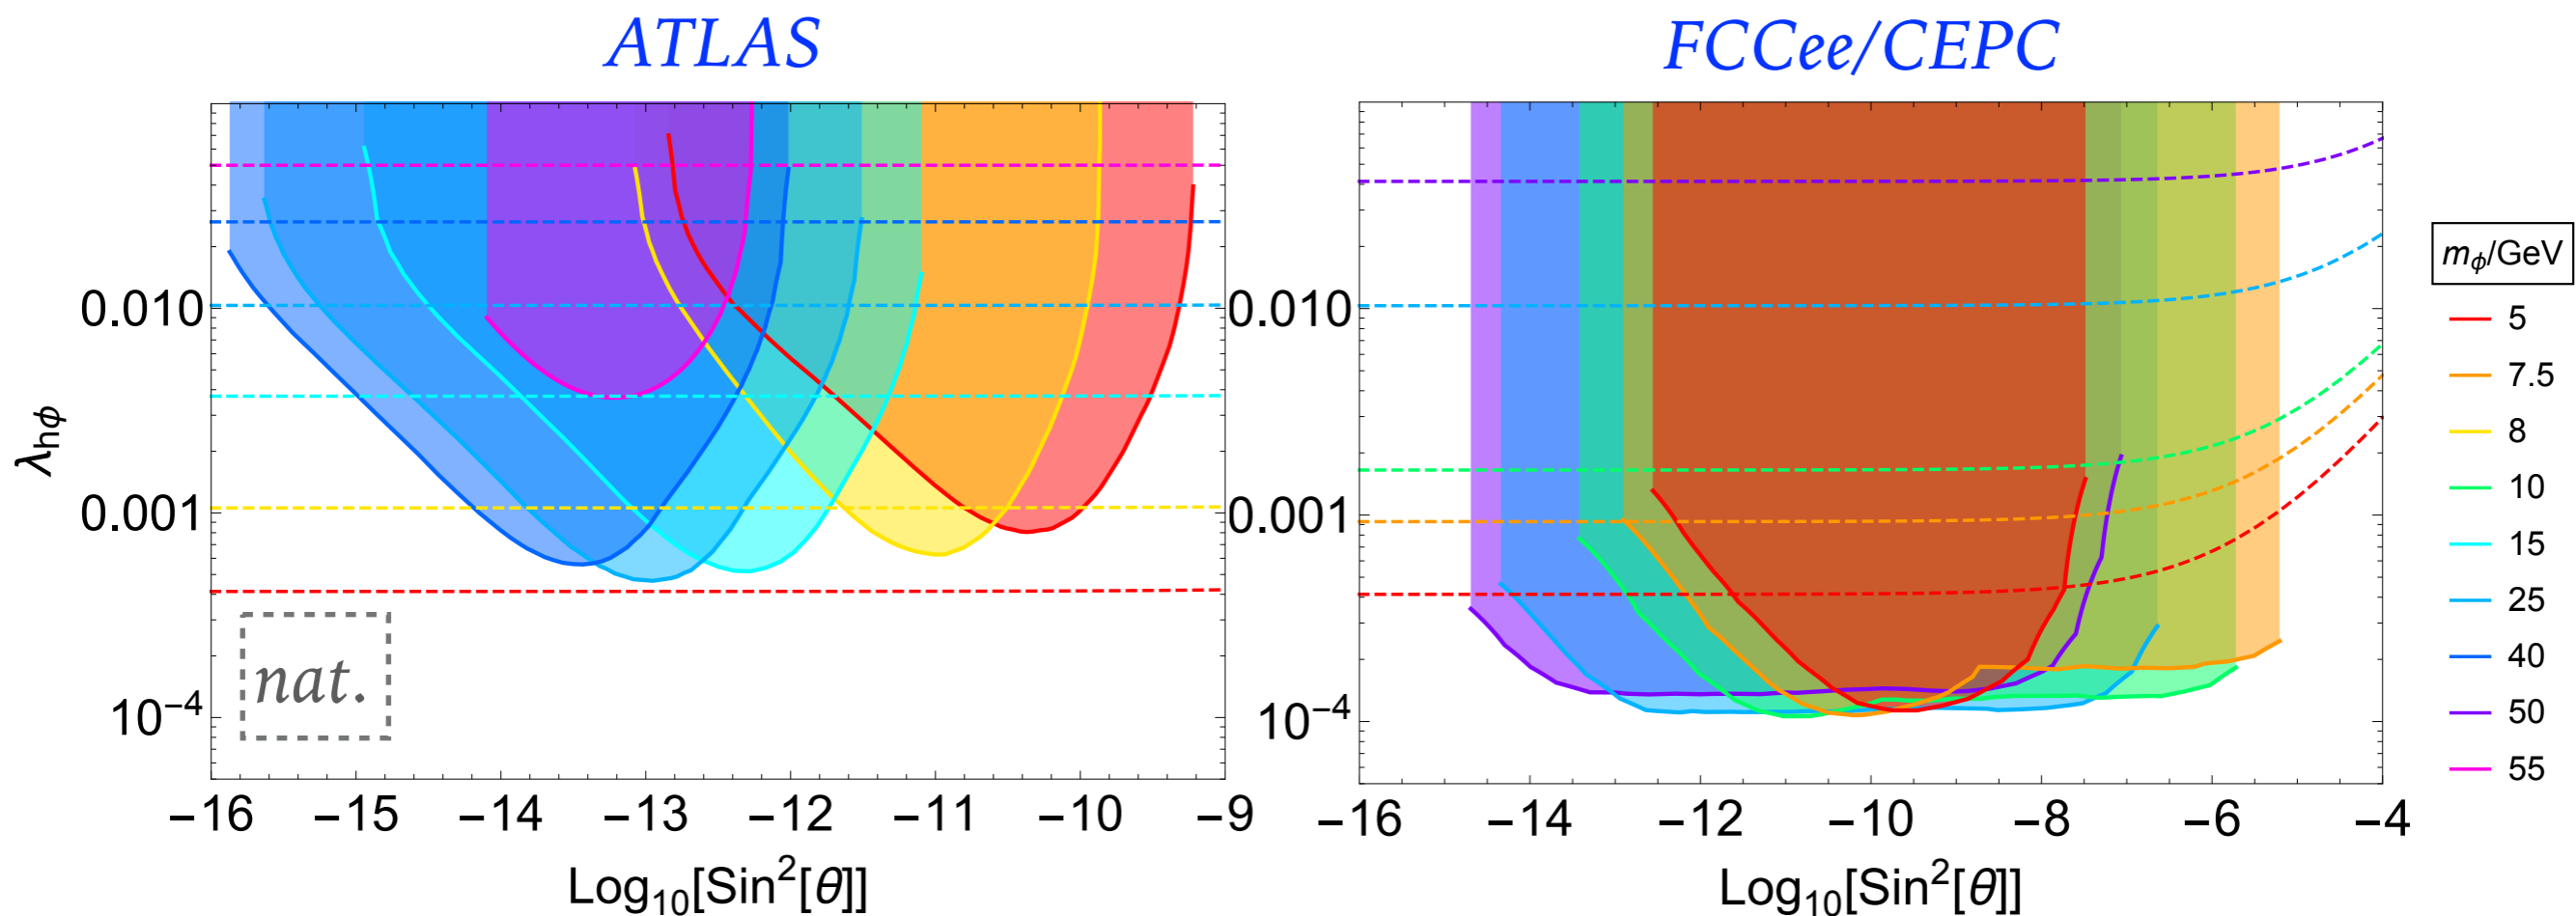 ATLAS
FCCee/CEPC
λhϕ
0.010
0.001
10−4
nat.
−16 −15 −14 −13 −12 −11 −10 −9
Log10[Sin2[θ]]
0.010
0.001
10−4
−16 −14 −12 −10 −8 −6 −4
Log10[Sin2[θ]]
mϕ/GeV
5
7.5
8
10
15
25
40
50
55